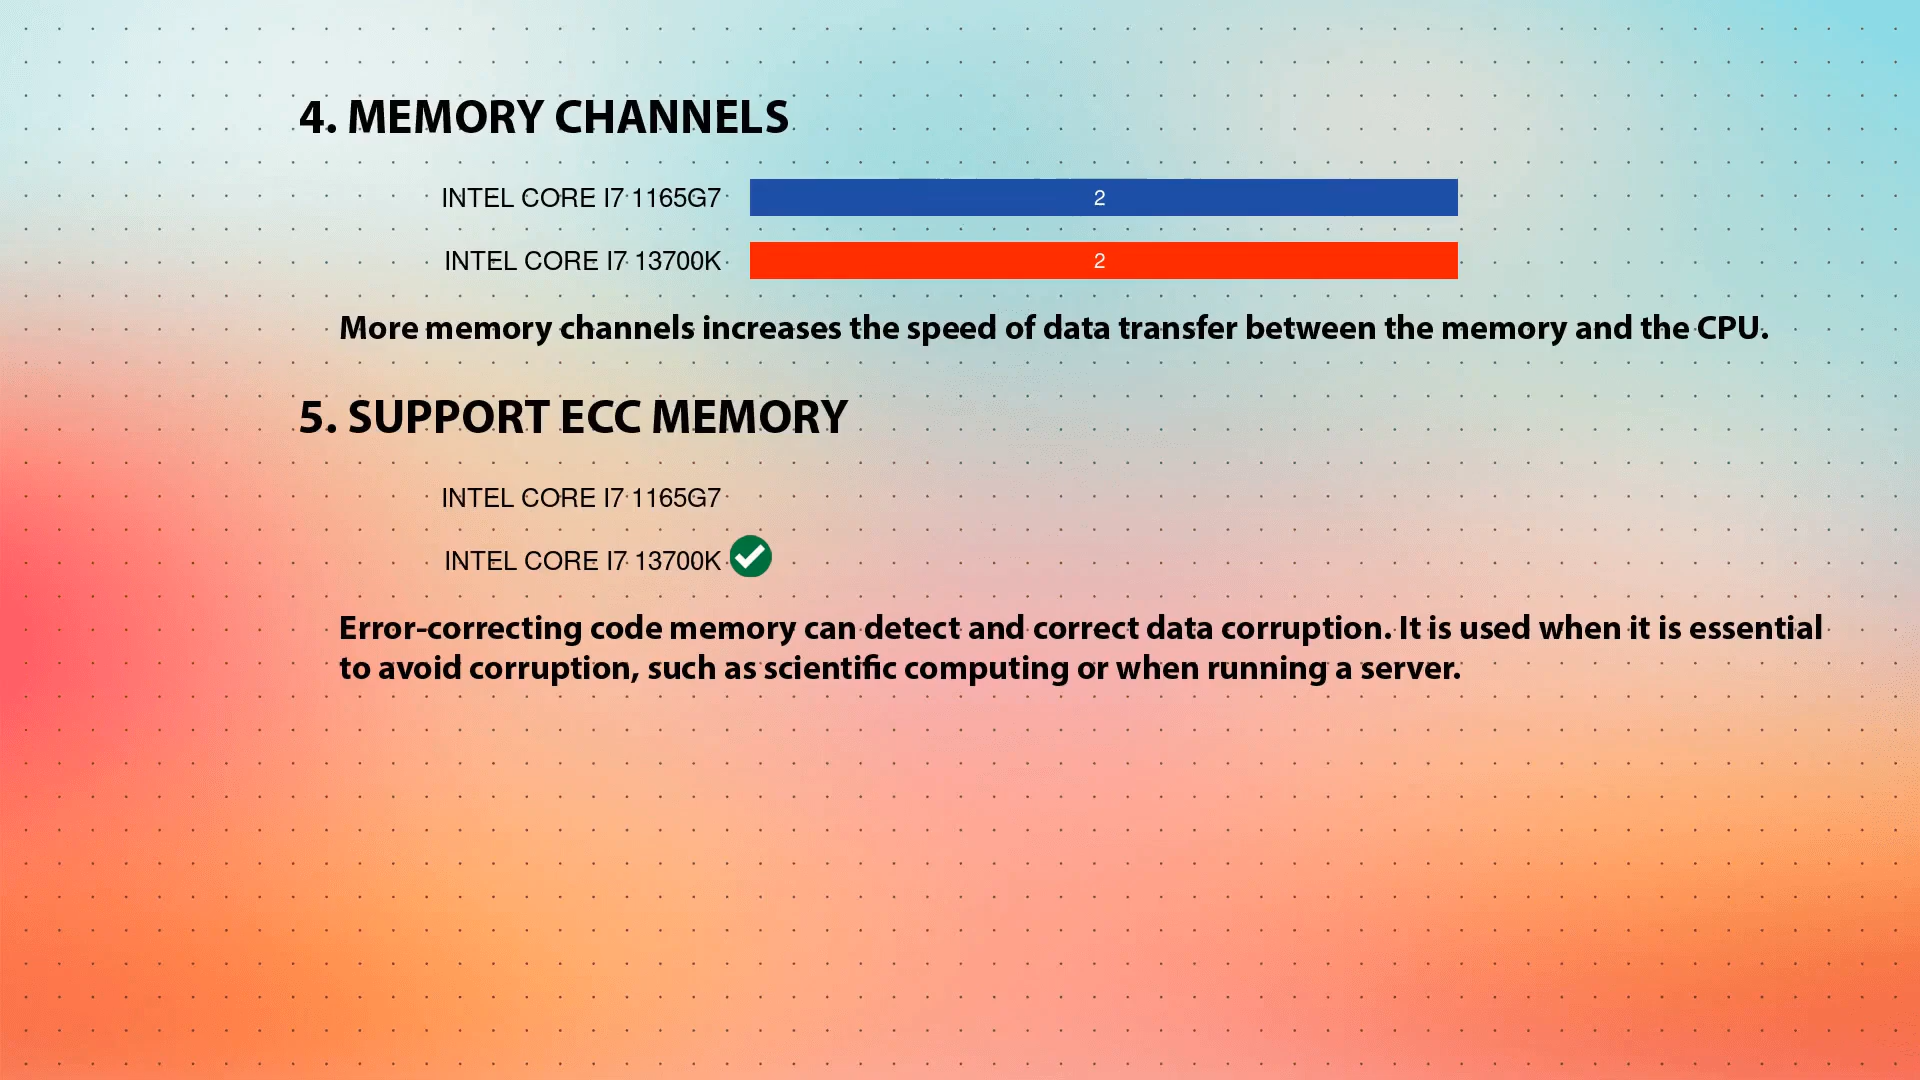 4. MEMORY CHANNELS
INTEL CORE I7 1165G7
2
INTEL CORE I7 13700K
2
More memory channels increases the speed of data transfer between the memory and the CPU.
5. SUPPORT ECC MEMORY
INTEL CORE I7 1165G7
INTEL CORE I7 13700K
Error-correcting code memory can detect and correct data corruption. It is used when it is essential
to avoid corruption, such as scientific computing or when running a server.